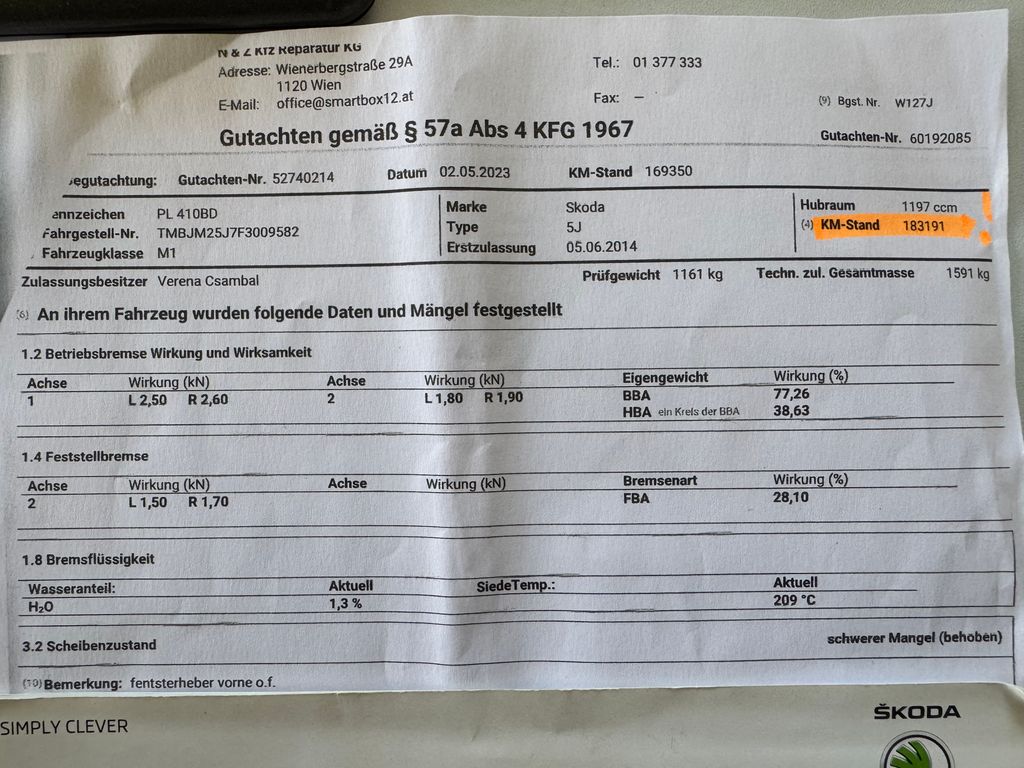 N & Z Kfz Reparatur KG
Adresse: Wienerbergstraße 29A Tel.: 01 377 333
1120 Wien
E-Mail: office@smartbox12.at Fax: – (9) Bgst. Nr. W127J
Gutachten gemäß § 57a Abs 4 KFG 1967 Gutachten-Nr. 60192085
egutachtung: Gutachten-Nr. 52740214 Datum 02.05.2023 KM-Stand 169350
ennzeichen PL 410BD Marke Skoda Hubraum 1197 ccm
Fahrgestell-Nr. TMBJM25J7F3009582 Type 5J (4) KM-Stand 183191
Fahrzeugklasse M1 Erstzulassung 05.06.2014
Zulassungsbesitzer Verena Csambal Prüfgewicht 1161 kg Techn. zul. Gesamtmasse 1591 kg
(6) An ihrem Fahrzeug wurden folgende Daten und Mängel festgestellt
1.2 Betriebsbremse Wirkung und Wirksamkeit
Achse Wirkung (kN) Achse Wirkung (kN) Eigengewicht Wirkung (%)
1 L 2,50 R 2,60 2 L 1,80 R 1,90 BBA 77,26
HBA ein Kreis der BBA 38,63
1.4 Feststellbremse
Achse Wirkung (kN) Achse Wirkung (kN) Bremsenart Wirkung (%)
2 L 1,50 R 1,70 FBA 28,10
1.8 Bremsflüssigkeit
Wasseranteil: Aktuell SiedeTemp.: Aktuell
H₂O 1,3 % 209 °C
3.2 Scheibenzustand schwerer Mangel (behoben)
(10) Bemerkung: fentsterheber vorne o.f.
SIMPLY CLEVER ŠKODA